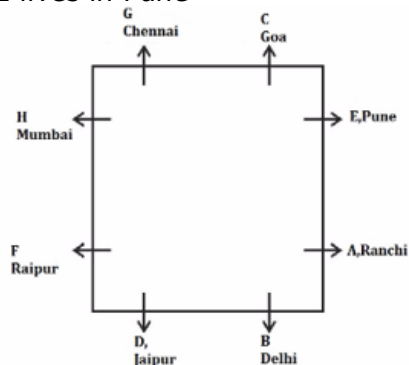 G
Chennai
C
Goa
H
Mumbai
E,Pune
F
Raipur
A,Ranchi
D,
Jaipur
B
Delhi